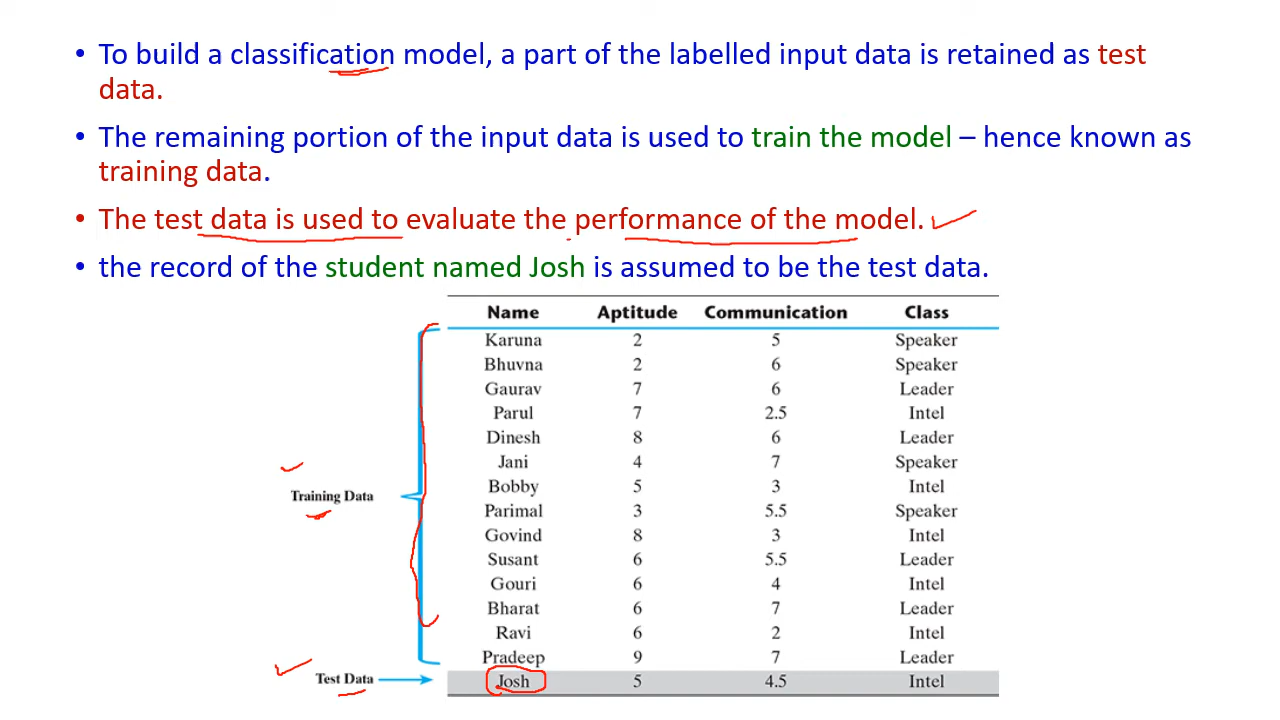 • To build a classification model, a part of the labelled input data is retained as test
data.
• The remaining portion of the input data is used to train the model – hence known as
training data.
• The test data is used to evaluate the performance of the model.
• the record of the student named Josh is assumed to be the test data.
Name Aptitude Communication Class
Karuna 2 5 Speaker
Bhuvna 2 6 Speaker
Gaurav 7 6 Leader
Parul 7 2.5 Intel
Dinesh 8 6 Leader
Jani 4 7 Speaker
Bobby 5 3 Intel
Training Data
Parimal 3 5.5 Speaker
Govind 8 3 Intel
Susant 6 5.5 Leader
Gouri 6 4 Intel
Bharat 6 7 Leader
Ravi 6 2 Intel
Pradeep 9 7 Leader
Test Data
Josh 5 4.5 Intel